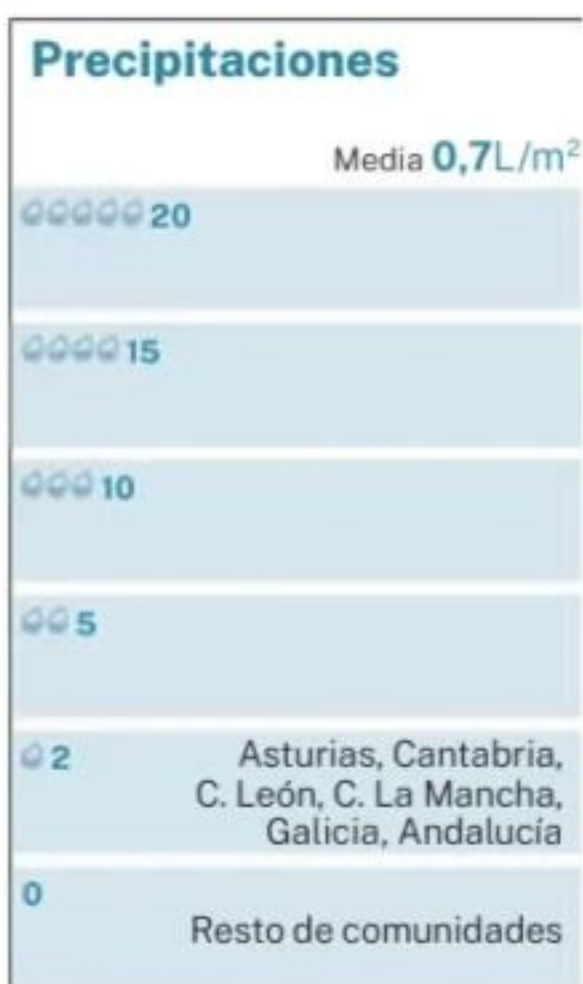 Precipitaciones
Media 0,7L/m²
20
15
10
5
2
Asturias, Cantabria,
C. León, C. La Mancha,
Galicia, Andalucía
0
Resto de comunidades